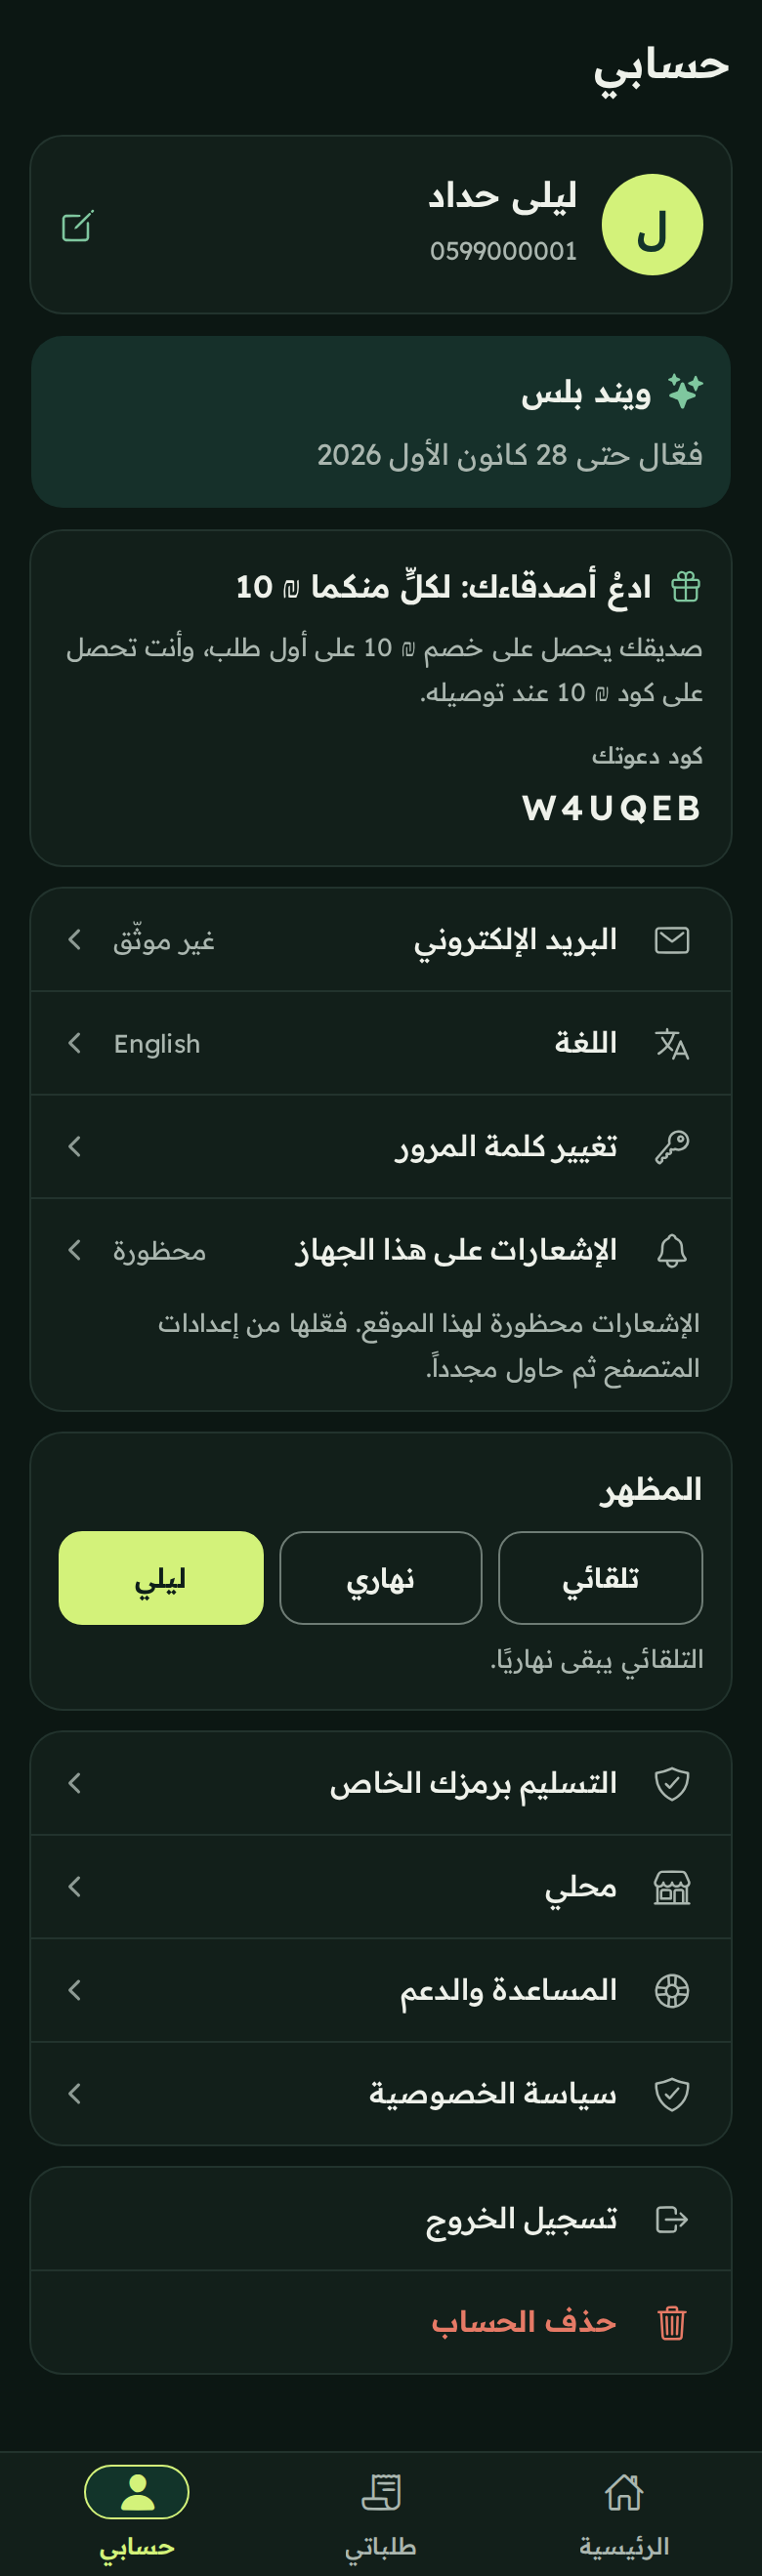 حسابي
ل
ليلى حداد
0599000001
ويند بلس
فعّال حتى 28 كانون الأول 2026
ادعُ أصدقاءك: لكلٍّ منكما ₪ 10
صديقك يحصل على خصم ₪ 10 على أول طلب، وأنت تحصل
على كود ₪ 10 عند توصيله.
كود دعوتك
W4UQEB
البريد الإلكتروني غير موثّق
اللغة English
تغيير كلمة المرور
الإشعارات على هذا الجهاز محظورة
الإشعارات محظورة لهذا الموقع. فعّلها من إعدادات
المتصفح ثم حاول مجدداً.
المظهر
تلقائي نهاري ليلي
التلقائي يبقى نهاريًا.
التسليم برمزك الخاص
محلي
المساعدة والدعم
سياسة الخصوصية
تسجيل الخروج
حذف الحساب
الرئيسية طلباتي حسابي